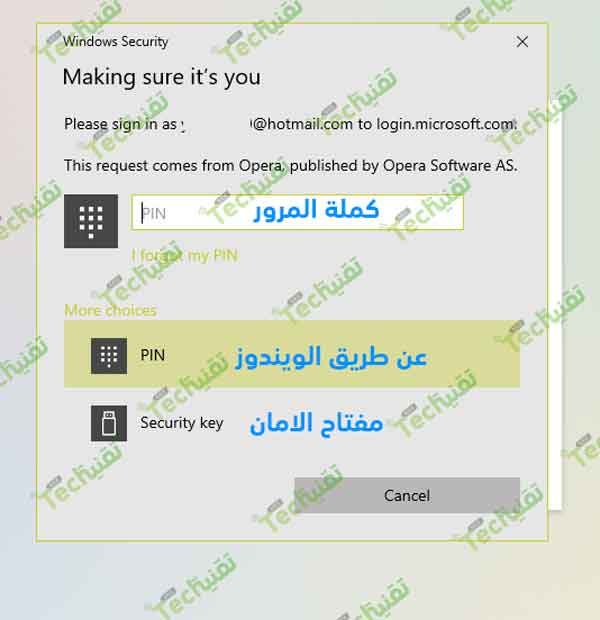 Windows Security
Making sure it's you
Please sign in as @hotmail.com to login.microsoft.com.
This request comes from Opera, published by Opera Software AS.
PIN كملة المرور
I forgot my PIN
More choices
PIN عن طريق الويندوز
Security key مفتاح الامان
Cancel
تقنيتك Tech